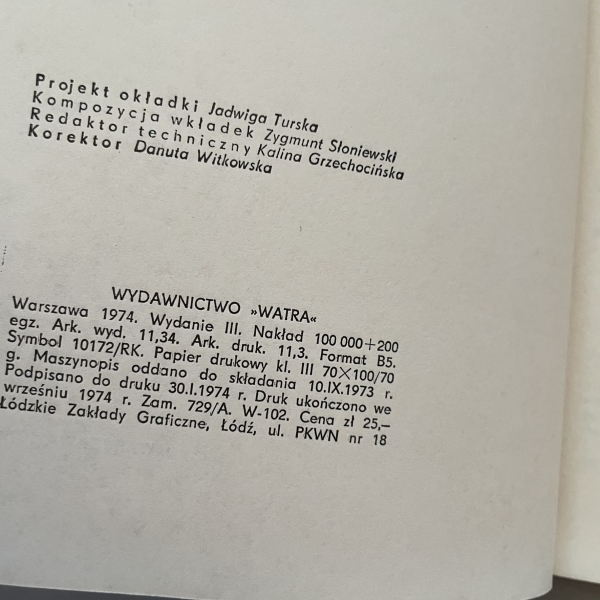 Projekt okładki Jadwiga Turska
Kompozycja wkładek Zygmunt Słoniewski
Redaktor techniczny Kalina Grzechocińska
Korektor Danuta Witkowska
WYDAWNICTWO »WATRA«
Warszawa 1974. Wydanie III. Nakład 100 000+200
egz. Ark. wyd. 11,34. Ark. druk. 11,3. Format B5.
Symbol 10172/RK. Papier drukowy kl. III 70×100/70
g. Maszynopis oddano do składania 10.IX.1973 r.
Podpisano do druku 30.I.1974 r. Druk ukończono we
wrześniu 1974 r. Zam. 729/A. W-102. Cena zł 25,–
Łódzkie Zakłady Graficzne, Łódź, ul. PKWN nr 18